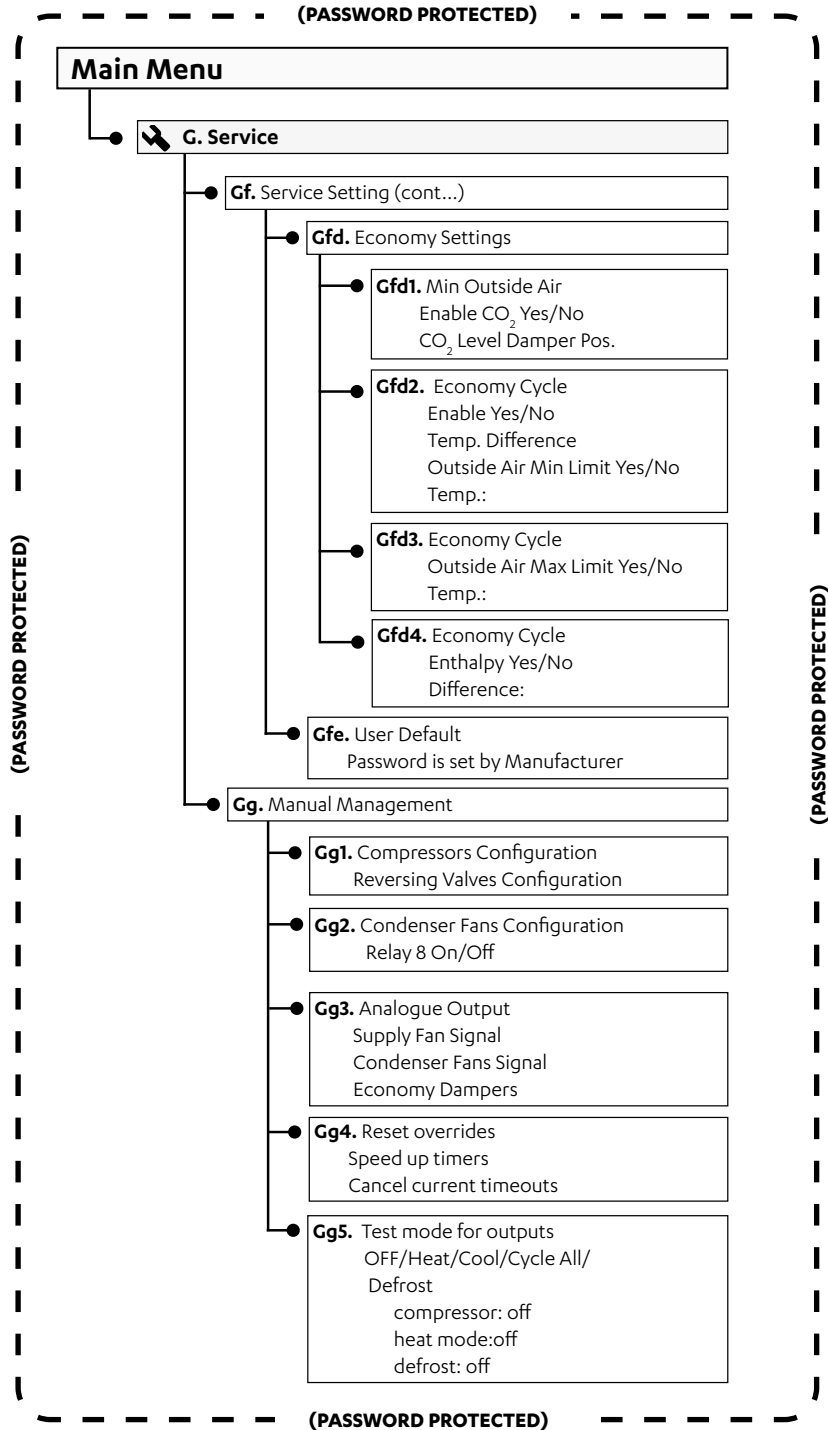 (PASSWORD PROTECTED)
Main Menu
G. Service
Gf. Service Setting (cont...)
Gfd. Economy Settings
Gfd1. Min Outside Air
Enable CO₂ Yes/No
CO₂ Level Damper Pos.
Gfd2. Economy Cycle
Enable Yes/No
Temp. Difference
Outside Air Min Limit Yes/No
Temp.:
Gfd3. Economy Cycle
Outside Air Max Limit Yes/No
Temp.:
Gfd4. Economy Cycle
Enthalpy Yes/No
Difference:
Gfe. User Default
Password is set by Manufacturer
Gg. Manual Management
Gg1. Compressors Configuration
Reversing Valves Configuration
Gg2. Condenser Fans Configuration
Relay 8 On/Off
Gg3. Analogue Output
Supply Fan Signal
Condenser Fans Signal
Economy Dampers
Gg4. Reset overrides
Speed up timers
Cancel current timeouts
Gg5. Test mode for outputs
OFF/Heat/Cool/Cycle All/
Defrost
compressor: off
heat mode:off
defrost: off
(PASSWORD PROTECTED)
(PASSWORD PROTECTED)
(PASSWORD PROTECTED)